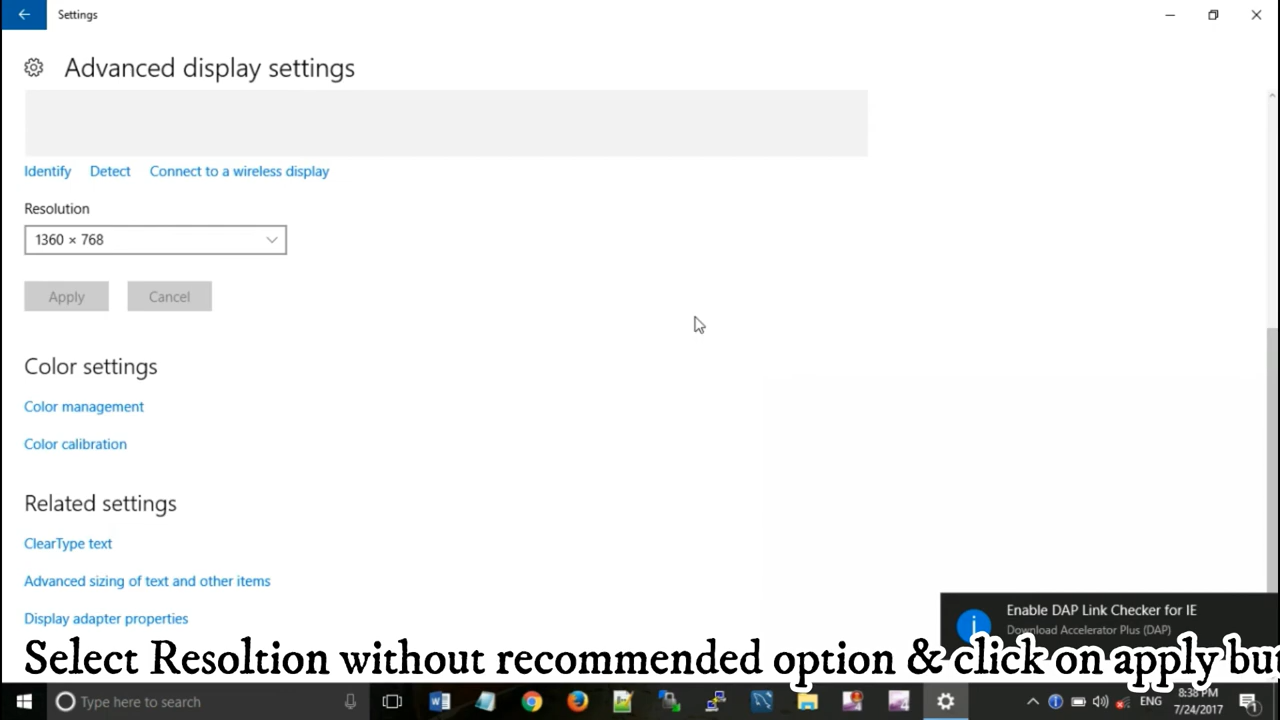 Settings
Advanced display settings
Identify Detect Connect to a wireless display
Resolution
1360 × 768
Apply Cancel
Color settings
Color management
Color calibration
Related settings
ClearType text
Advanced sizing of text and other items
Display adapter properties
Enable DAP Link Checker for IE
Download Accelerator Plus (DAP)
Select Resoltion without recommended option & click on apply but
Type here to search
ENG
8:38 PM
7/24/2017
1